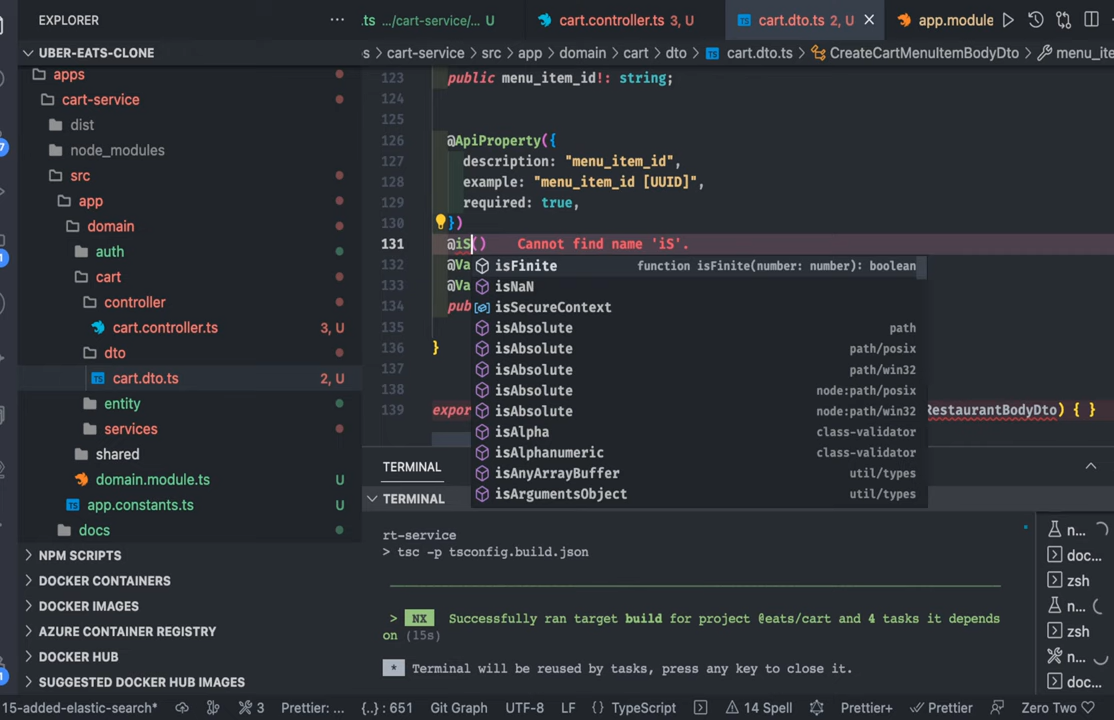 EXPLORER
.ts .../cart-service/... U
cart.controller.ts 3, U
cart.dto.ts 2, U
app.module
UBER-EATS-CLONE
cart-service > src > app > domain > cart > dto > cart.dto.ts > CreateCartMenuItemBodyDto > menu_ite
apps
cart-service
dist
node_modules
src
app
domain
auth
cart
controller
cart.controller.ts 3, U
dto
cart.dto.ts 2, U
entity
services
shared
domain.module.ts U
app.constants.ts U
docs
NPM SCRIPTS
DOCKER CONTAINERS
DOCKER IMAGES
AZURE CONTAINER REGISTRY
DOCKER HUB
SUGGESTED DOCKER HUB IMAGES
123 public menu_item_id!: string;
124
125
126 @ApiProperty({
127 description: "menu_item_id",
128 example: "menu_item_id [UUID]",
129 required: true,
130 })
131 @iS() Cannot find name 'iS'.
132 @Va
133 @Va
134 pub
135
136 }
137
138
139 expor RestaurantBodyDto) { }
isFinite function isFinite(number: number): boolean
isNaN
isSecureContext
isAbsolute path
isAbsolute path/posix
isAbsolute path/win32
isAbsolute node:path/posix
isAbsolute node:path/win32
isAlpha class-validator
isAlphanumeric class-validator
isAnyArrayBuffer util/types
isArgumentsObject util/types
TERMINAL
TERMINAL
rt-service
> tsc -p tsconfig.build.json
> NX Successfully ran target build for project @eats/cart and 4 tasks it depends
on (15s)
* Terminal will be reused by tasks, press any key to close it.
n...
doc...
zsh
n...
zsh
n...
doc...
15-added-elastic-search* 3 Prettier: ... {..} : 651 Git Graph UTF-8 LF {} TypeScript 14 Spell Prettier+ Prettier Zero Two